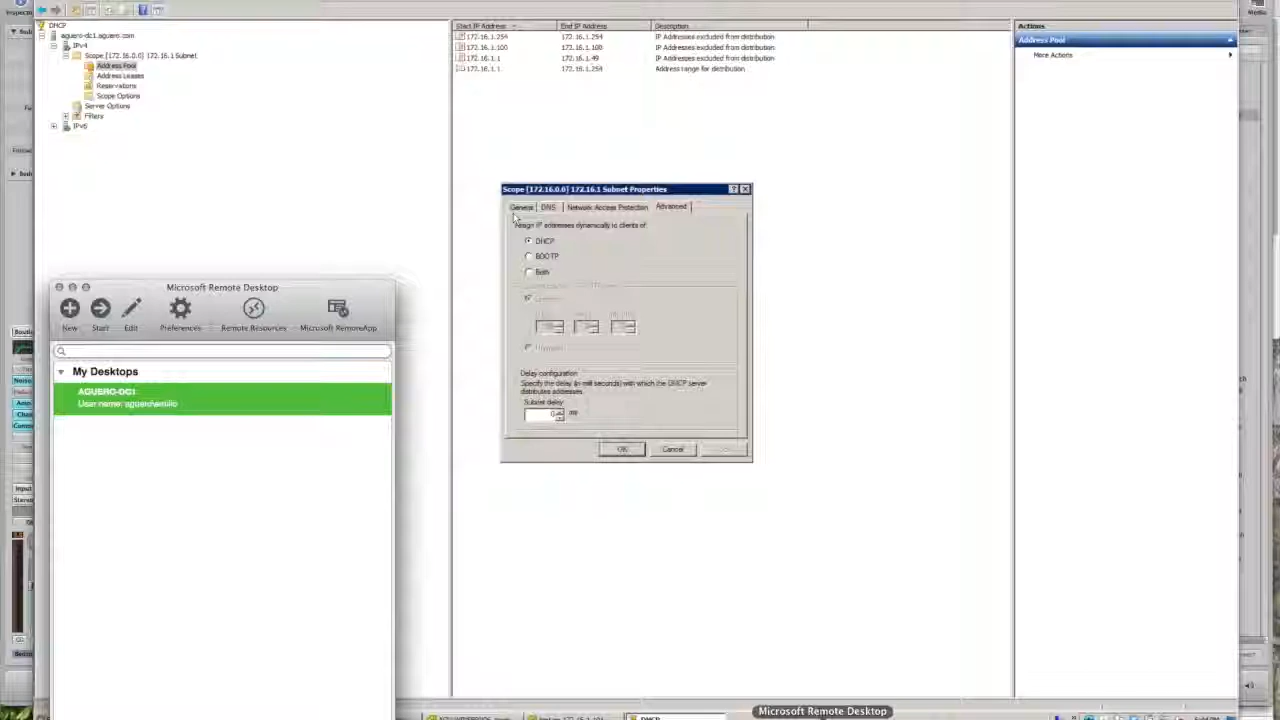 DHCP
aguero-dc1.aguero.com
IPv4
Scope [172.16.0.0] 172.16.1 Subnet
Address Pool
Address Leases
Reservations
Scope Options
Server Options
Filters
IPv6
Start IP Address End IP Address Description
172.16.1.254 172.16.1.254 IP Addresses excluded from distribution
172.16.1.100 172.16.1.100 IP Addresses excluded from distribution
172.16.1.1 172.16.1.49 IP Addresses excluded from distribution
172.16.1.1 172.16.1.254 Address range for distribution
Actions
Address Pool
More Actions
Scope [172.16.0.0] 172.16.1 Subnet Properties
General DNS Network Access Protection Advanced
Assign IP addresses dynamically to clients of:
DHCP
BOOTP
Both
Delay configuration
Specify the delay (in mili seconds) with which the DHCP server
distributes addresses.
Subnet delay:
0 ms
OK Cancel
Microsoft Remote Desktop
New Start Edit Preferences Remote Resources Microsoft RemoteApp
My Desktops
AGUERO-DC1
User name:
DHCP
Microsoft Remote Desktop